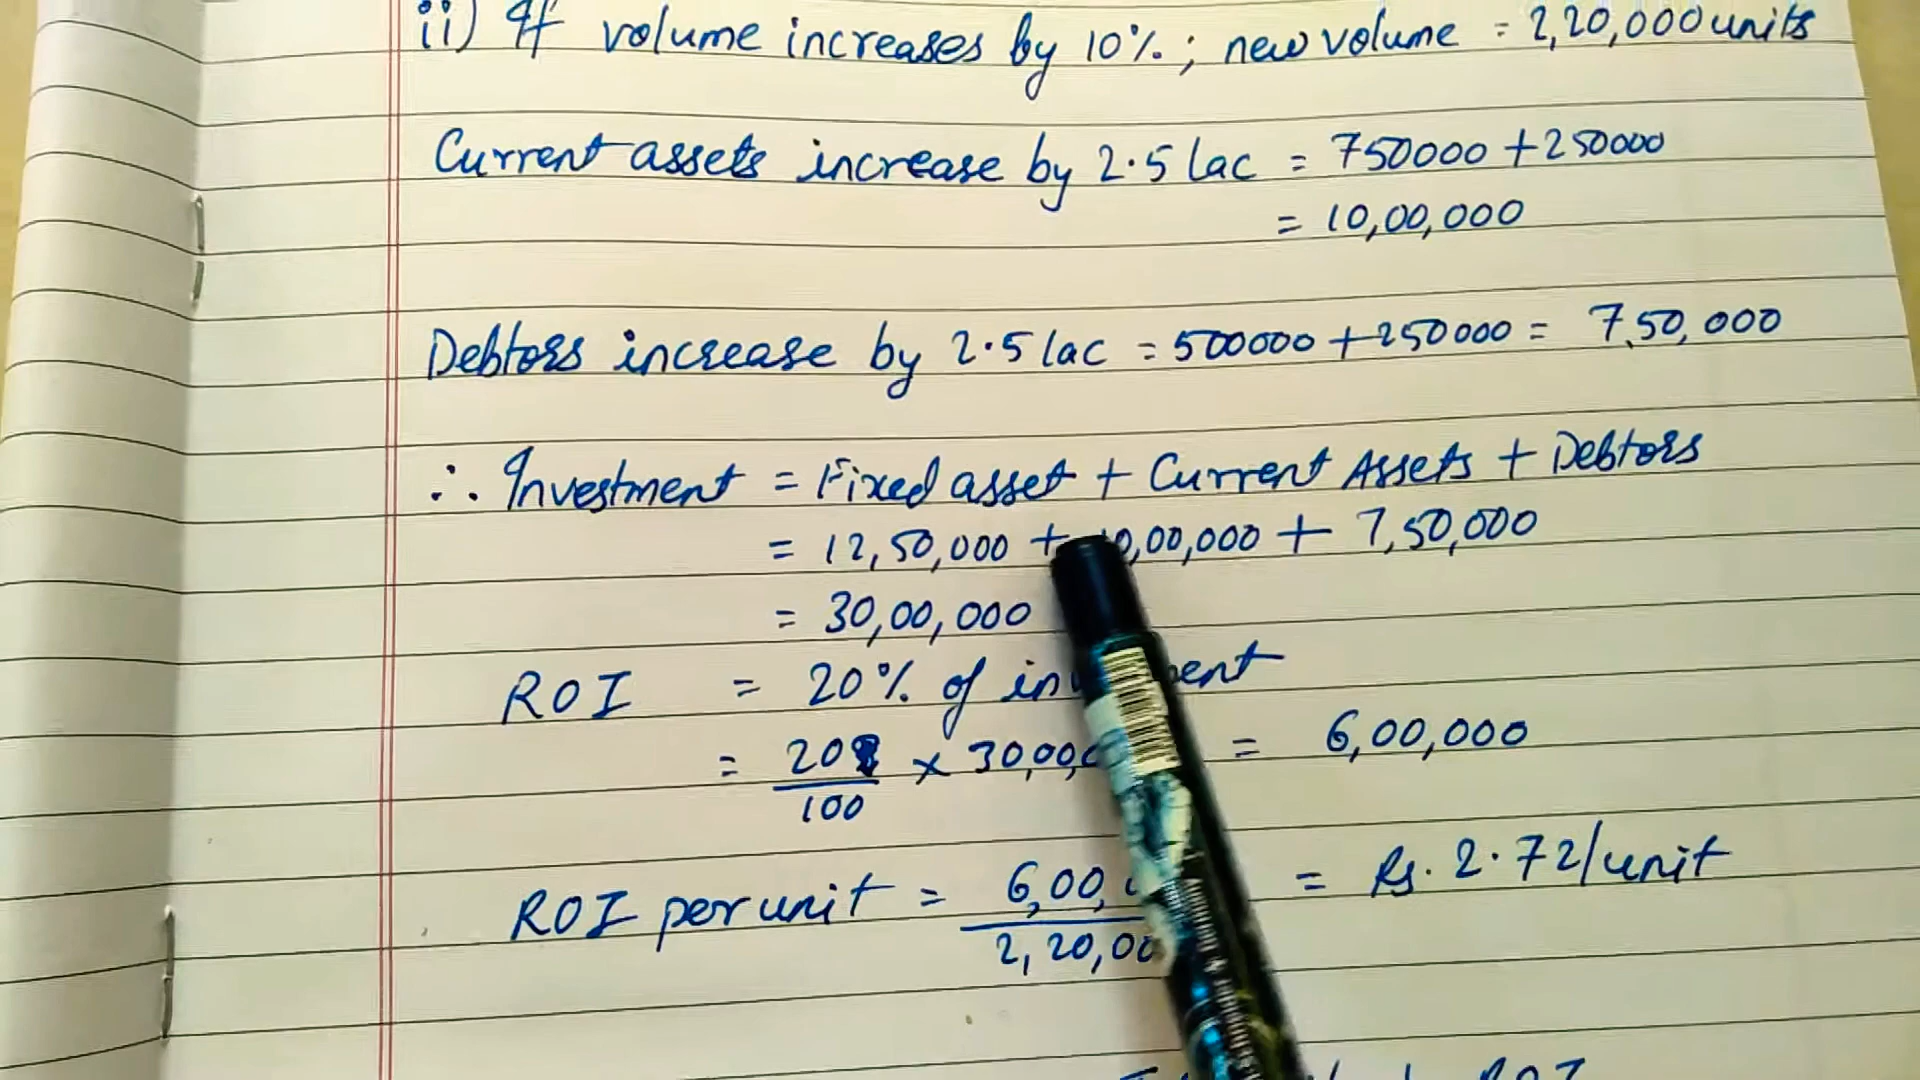 ii) If volume increases by 10%; new volume = 2,20,000 units
Current assets increase by 2.5 lac = 750000 + 250000
= 10,00,000
Debtors increase by 2.5 lac = 500000 + 250000 = 7,50,000
∴ Investment = Fixed asset + Current Assets + Debtors
= 12,50,000 + 10,00,000 + 7,50,000
= 30,00,000
ROI = 20% of inv ent
= 20/100 × 30,00, = 6,00,000
ROI per unit = 6,00, / 2,20,00 = Rs. 2.72/unit
ROI